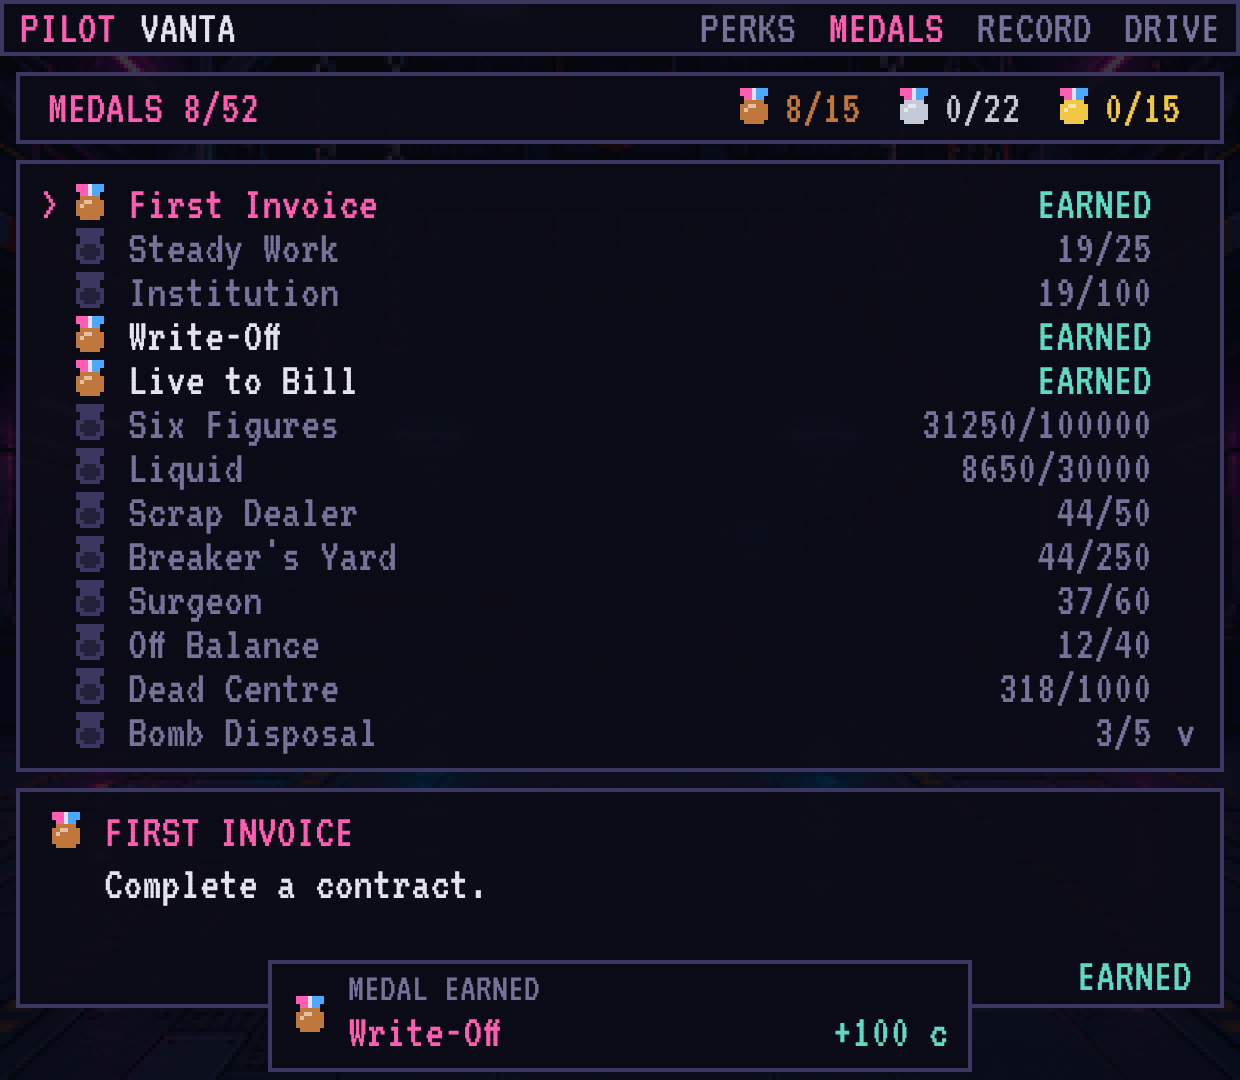 PILOT VANTA PERKS MEDALS RECORD DRIVE
MEDALS 8/52 8/15 0/22 0/15
> First Invoice EARNED
Steady Work 19/25
Institution 19/100
Write-Off EARNED
Live to Bill EARNED
Six Figures 31250/100000
Liquid 8650/30000
Scrap Dealer 44/50
Breaker's Yard 44/250
Surgeon 37/60
Off Balance 12/40
Dead Centre 318/1000
Bomb Disposal 3/5 v
FIRST INVOICE
Complete a contract.
EARNED
MEDAL EARNED
Write-Off +100 c